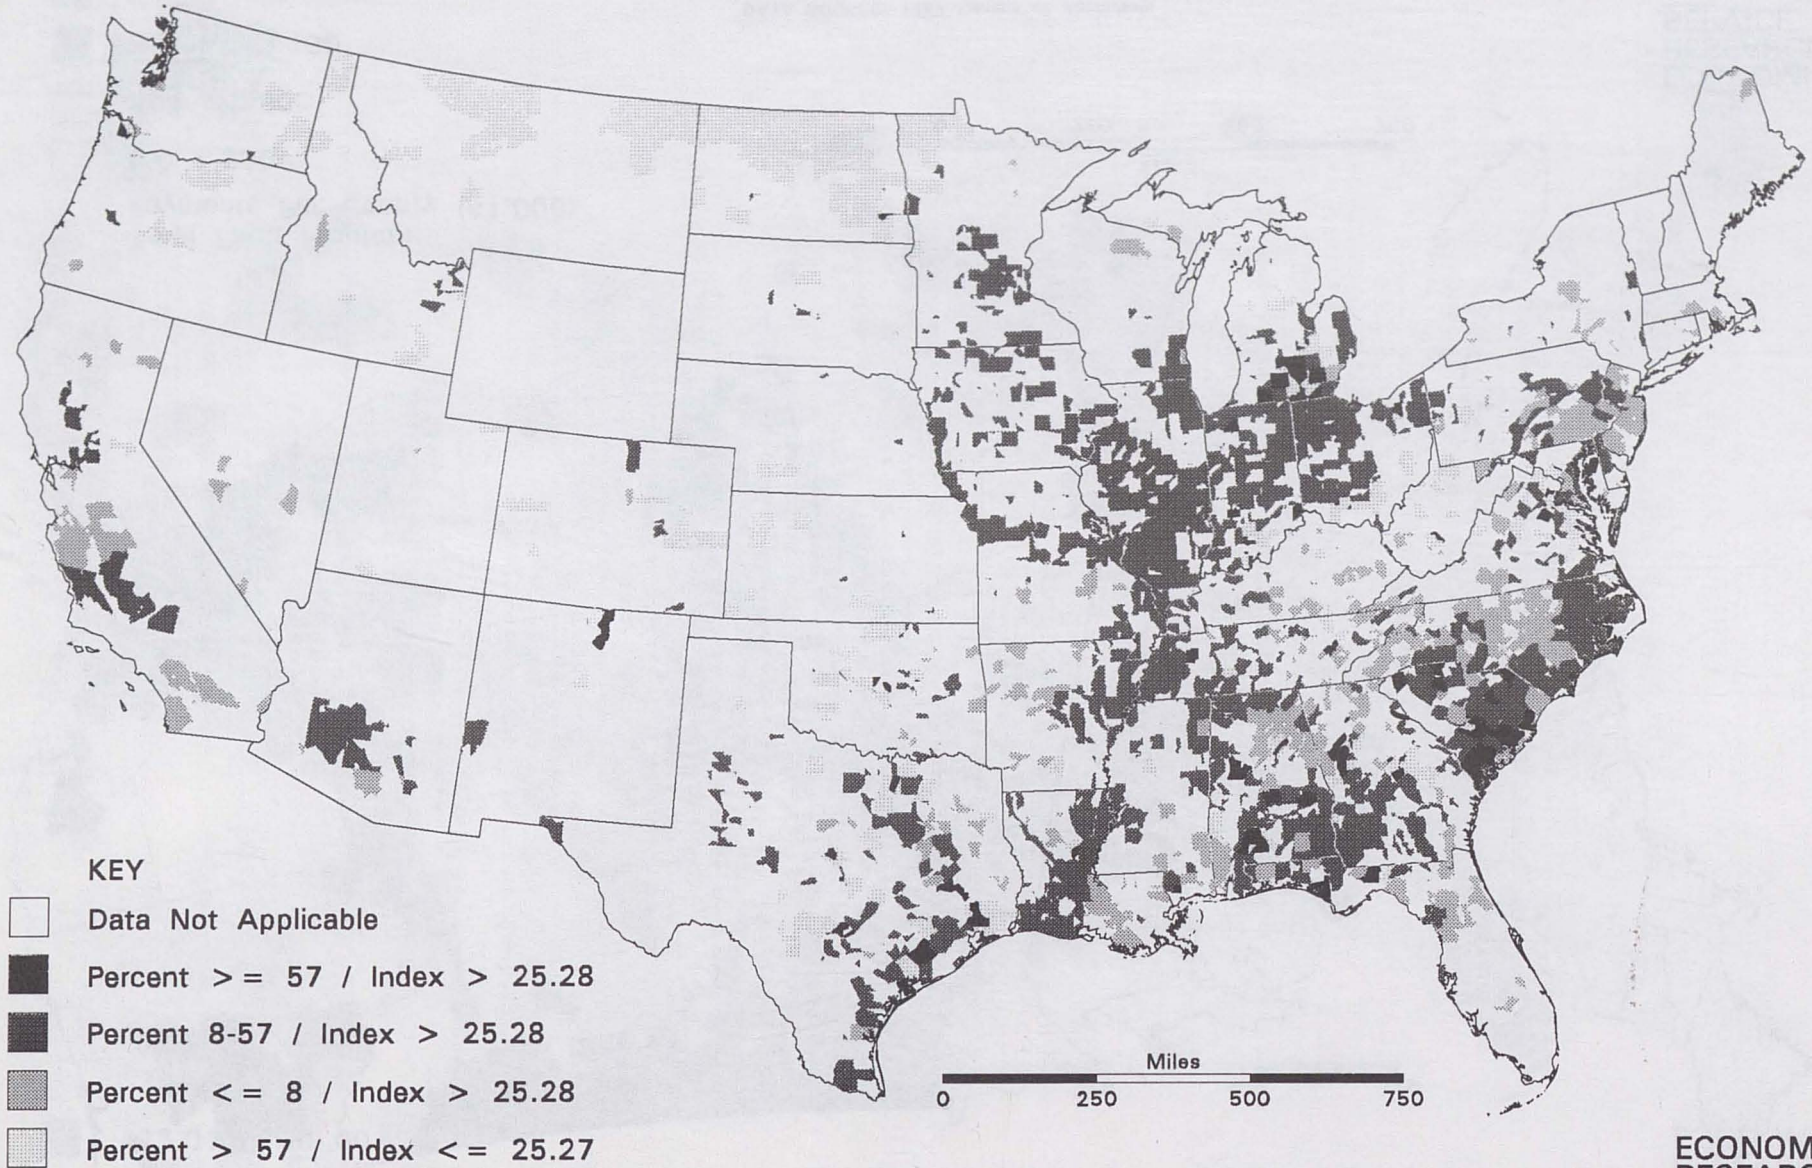 KEY
Data Not Applicable
Percent >= 57 / Index > 25.28
Percent 8-57 / Index > 25.28
Percent <= 8 / Index > 25.28
Percent > 57 / Index <= 25.27
Miles
0 250 500 750
ECONOM